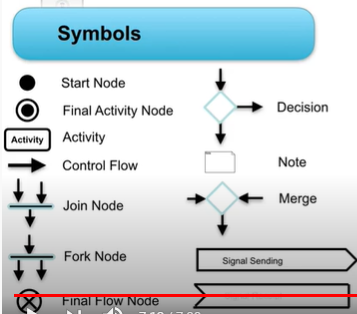 Symbols
Start Node
Final Activity Node
Activity
Activity
Control Flow
Join Node
Fork Node
Final Flow Node
Decision
Note
Merge
Signal Sending